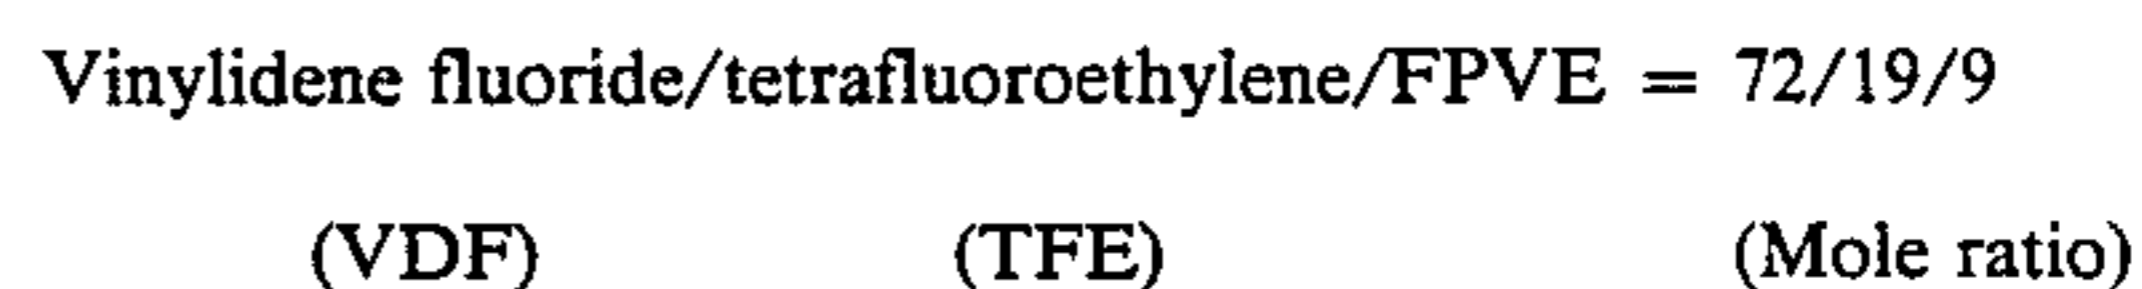 Vinylidene fluoride/tetrafluoroethylene/FPVE = 72/19/9
(VDF) (TFE) (Mole ratio)